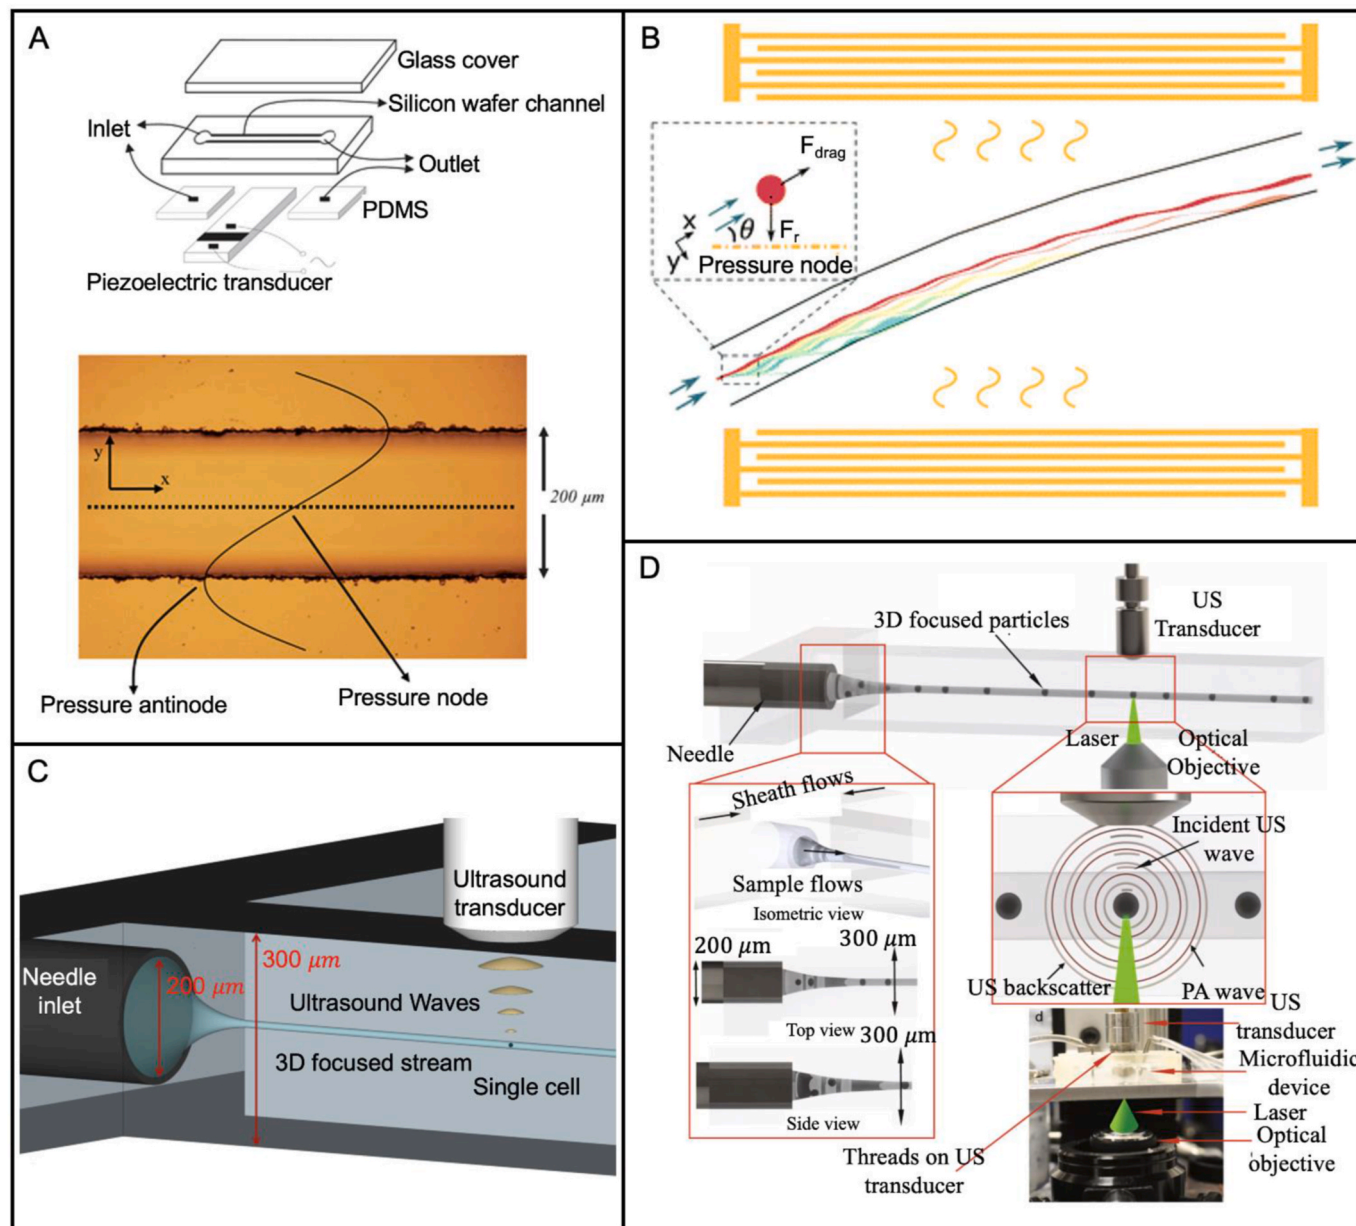 A
Glass cover
Silicon wafer channel
Inlet
Outlet
PDMS
Piezoelectric transducer
y
x
200 μm
Pressure antinode
Pressure node
B
F_drag
x
θ
F_r
y
Pressure node
C
Ultrasound
transducer
Needle
inlet
200 μm
300 μm
Ultrasound Waves
3D focused stream
Single cell
D
US
Transducer
3D focused particles
Needle
Laser
Optical
Objective
Sheath flows
Sample flows
Isometric view
200 μm
300 μm
Top view
300 μm
Side view
Incident US
wave
US backscatter
PA wave
d
US
transducer
Microfluidic
device
Laser
Optical
objective
Threads on US
transducer